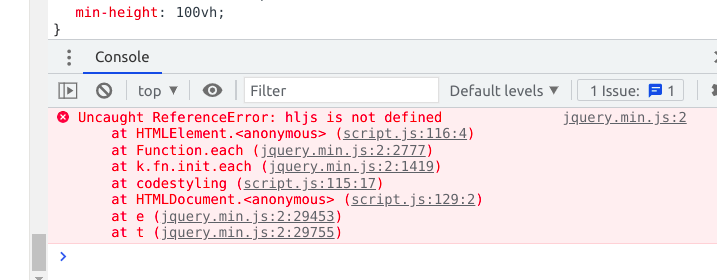 min-height: 100vh;
}
Console
top Filter Default levels 1 Issue: 1
Uncaught ReferenceError: hljs is not defined jquery.min.js:2
at HTMLElement.<anonymous> (script.js:116:4)
at Function.each (jquery.min.js:2:2777)
at k.fn.init.each (jquery.min.js:2:1419)
at codestyling (script.js:115:17)
at HTMLDocument.<anonymous> (script.js:129:2)
at e (jquery.min.js:2:29453)
at t (jquery.min.js:2:29755)